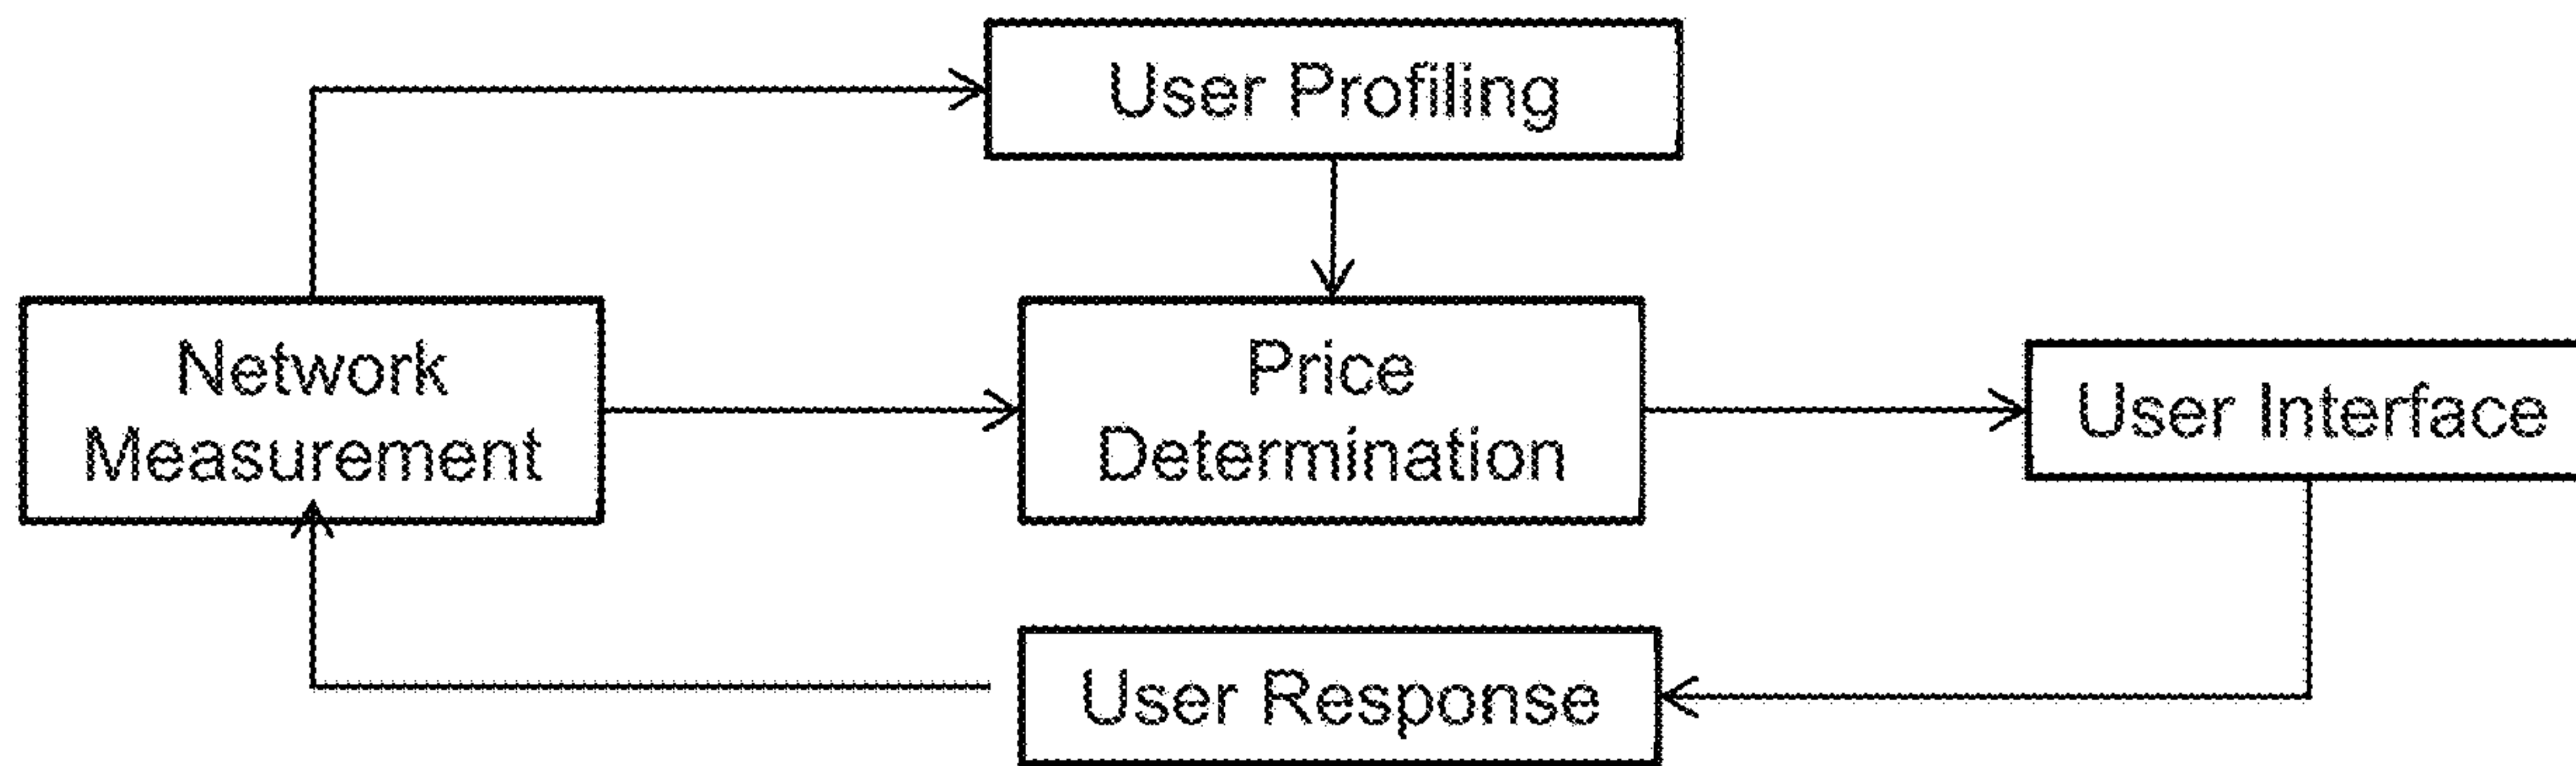 User Profiling
Network
Measurement
Price
Determination
User Interface
User Response